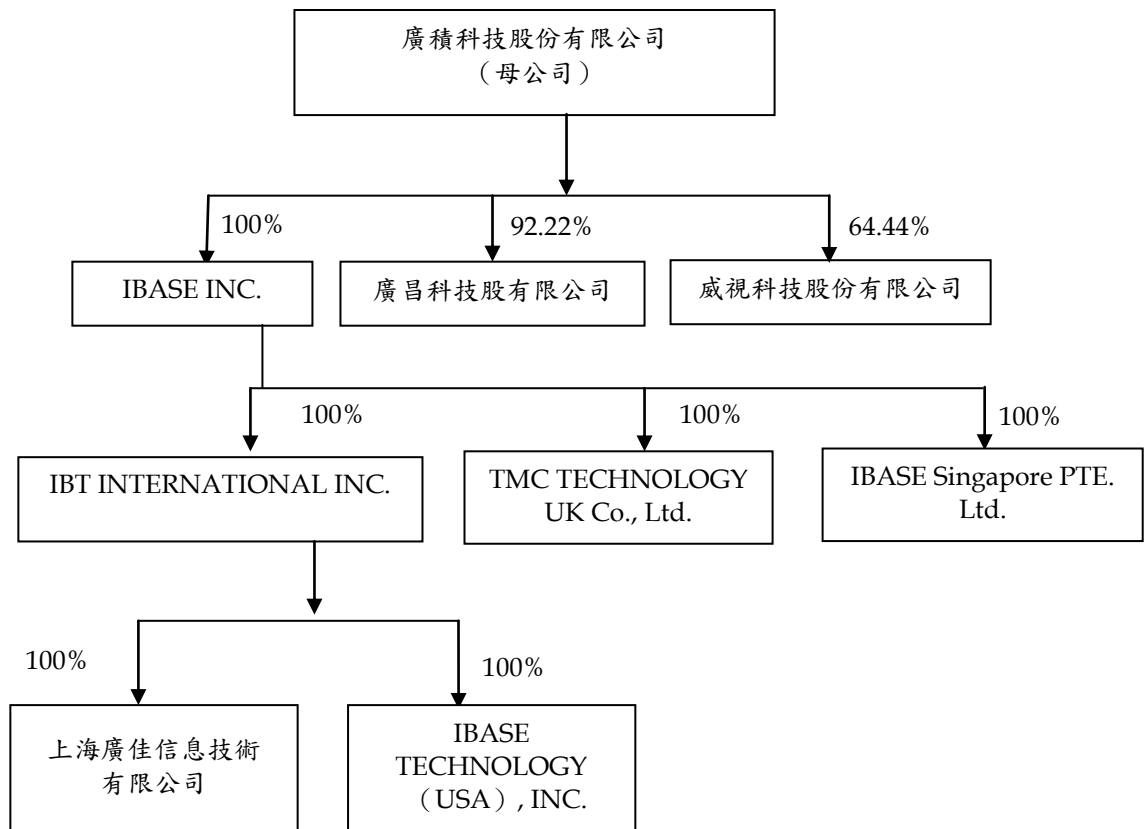 廣積科技股份有限公司
（母公司）
100%
92.22%
64.44%
IBASE INC.
廣昌科技股有限公司
威視科技股份有限公司
100%
100%
100%
IBT INTERNATIONAL INC.
TMC TECHNOLOGY
UK Co., Ltd.
IBASE Singapore PTE.
Ltd.
100%
100%
上海廣佳信息技術
有限公司
IBASE
TECHNOLOGY
（USA）, INC.